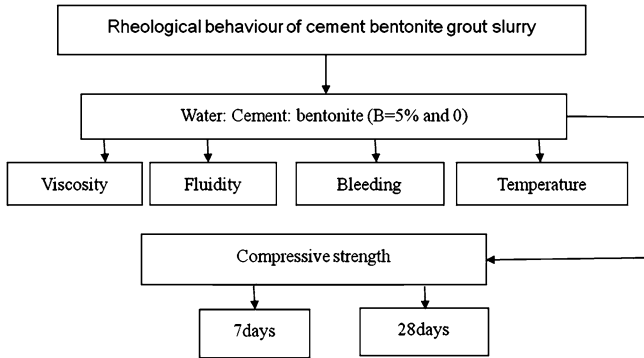 Rheological behaviour of cement bentonite grout slurry
Water: Cement: bentonite (B=5% and 0)
Viscosity
Fluidity
Bleeding
Temperature
Compressive strength
7days
28days